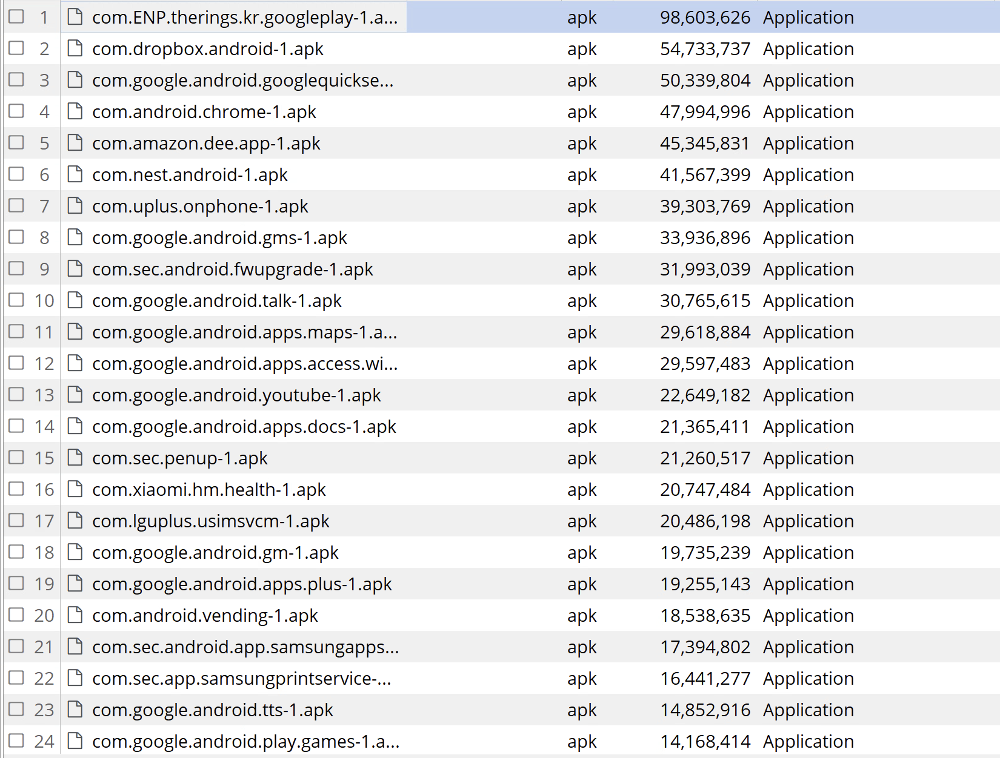 1 com.ENP.therings.kr.googleplay-1.a... apk 98,603,626 Application
2 com.dropbox.android-1.apk apk 54,733,737 Application
3 com.google.android.googlequickse... apk 50,339,804 Application
4 com.android.chrome-1.apk apk 47,994,996 Application
5 com.amazon.dee.app-1.apk apk 45,345,831 Application
6 com.nest.android-1.apk apk 41,567,399 Application
7 com.uplus.onphone-1.apk apk 39,303,769 Application
8 com.google.android.gms-1.apk apk 33,936,896 Application
9 com.sec.android.fwupgrade-1.apk apk 31,993,039 Application
10 com.google.android.talk-1.apk apk 30,765,615 Application
11 com.google.android.apps.maps-1.a... apk 29,618,884 Application
12 com.google.android.apps.access.wi... apk 29,597,483 Application
13 com.google.android.youtube-1.apk apk 22,649,182 Application
14 com.google.android.apps.docs-1.apk apk 21,365,411 Application
15 com.sec.penup-1.apk apk 21,260,517 Application
16 com.xiaomi.hm.health-1.apk apk 20,747,484 Application
17 com.lguplus.usimsvcm-1.apk apk 20,486,198 Application
18 com.google.android.gm-1.apk apk 19,735,239 Application
19 com.google.android.apps.plus-1.apk apk 19,255,143 Application
20 com.android.vending-1.apk apk 18,538,635 Application
21 com.sec.android.app.samsungapps... apk 17,394,802 Application
22 com.sec.app.samsungprintservice-... apk 16,441,277 Application
23 com.google.android.tts-1.apk apk 14,852,916 Application
24 com.google.android.play.games-1.a... apk 14,168,414 Application